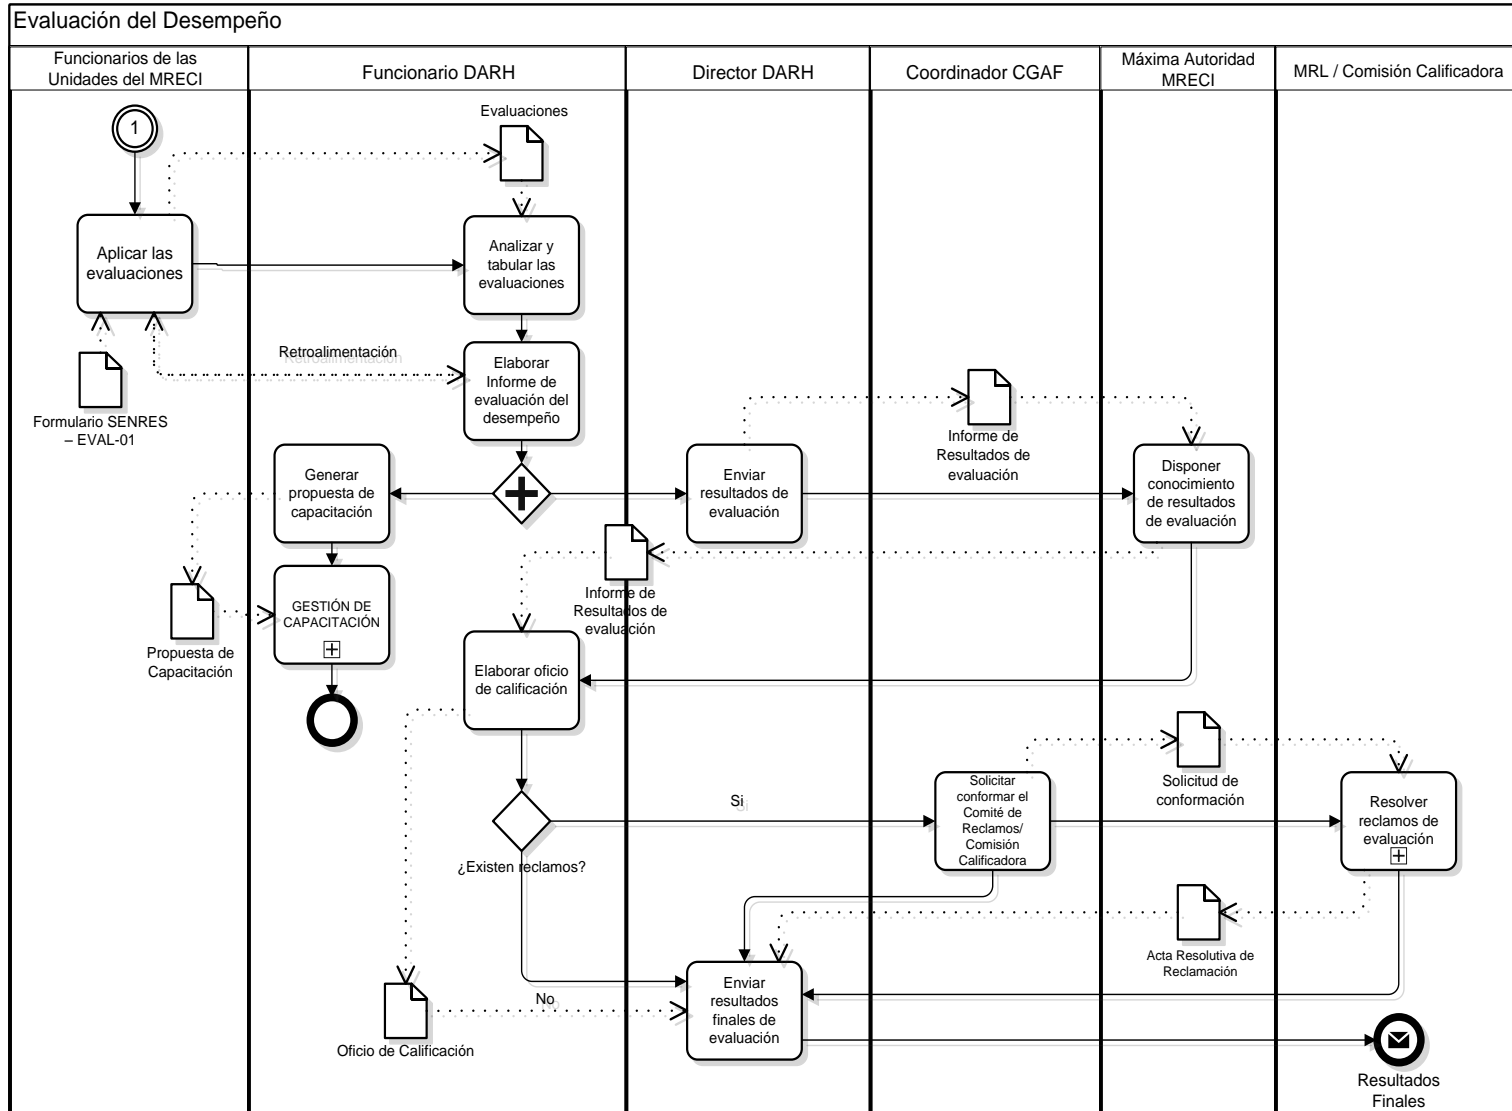 Evaluación del Desempeño
Funcionarios de las
Unidades del MRECI
Funcionario DARH
Director DARH
Coordinador CGAF
Máxima Autoridad
MRECI
MRL / Comisión Calificadora
1
Evaluaciones
Aplicar las
evaluaciones
Analizar y
tabular las
evaluaciones
Retroalimentación
Elaborar
Informe de
evaluación del
desempeño
Formulario SENRES
– EVAL-01
Informe de
Resultados de
evaluación
Generar
propuesta de
capacitación
Enviar
resultados de
evaluación
Disponer
conocimiento
de resultados
de evaluación
Informe de
Resultados de
evaluación
GESTIÓN DE
CAPACITACIÓN
Propuesta de
Capacitación
Elaborar oficio
de calificación
Solicitud de
conformación
Si
Solicitar
conformar el
Comité de
Reclamos/
Comisión
Calificadora
Resolver
reclamos de
evaluación
¿Existen reclamos?
Acta Resolutiva de
Reclamación
No
Enviar
resultados
finales de
evaluación
Oficio de Calificación
Resultados
Finales